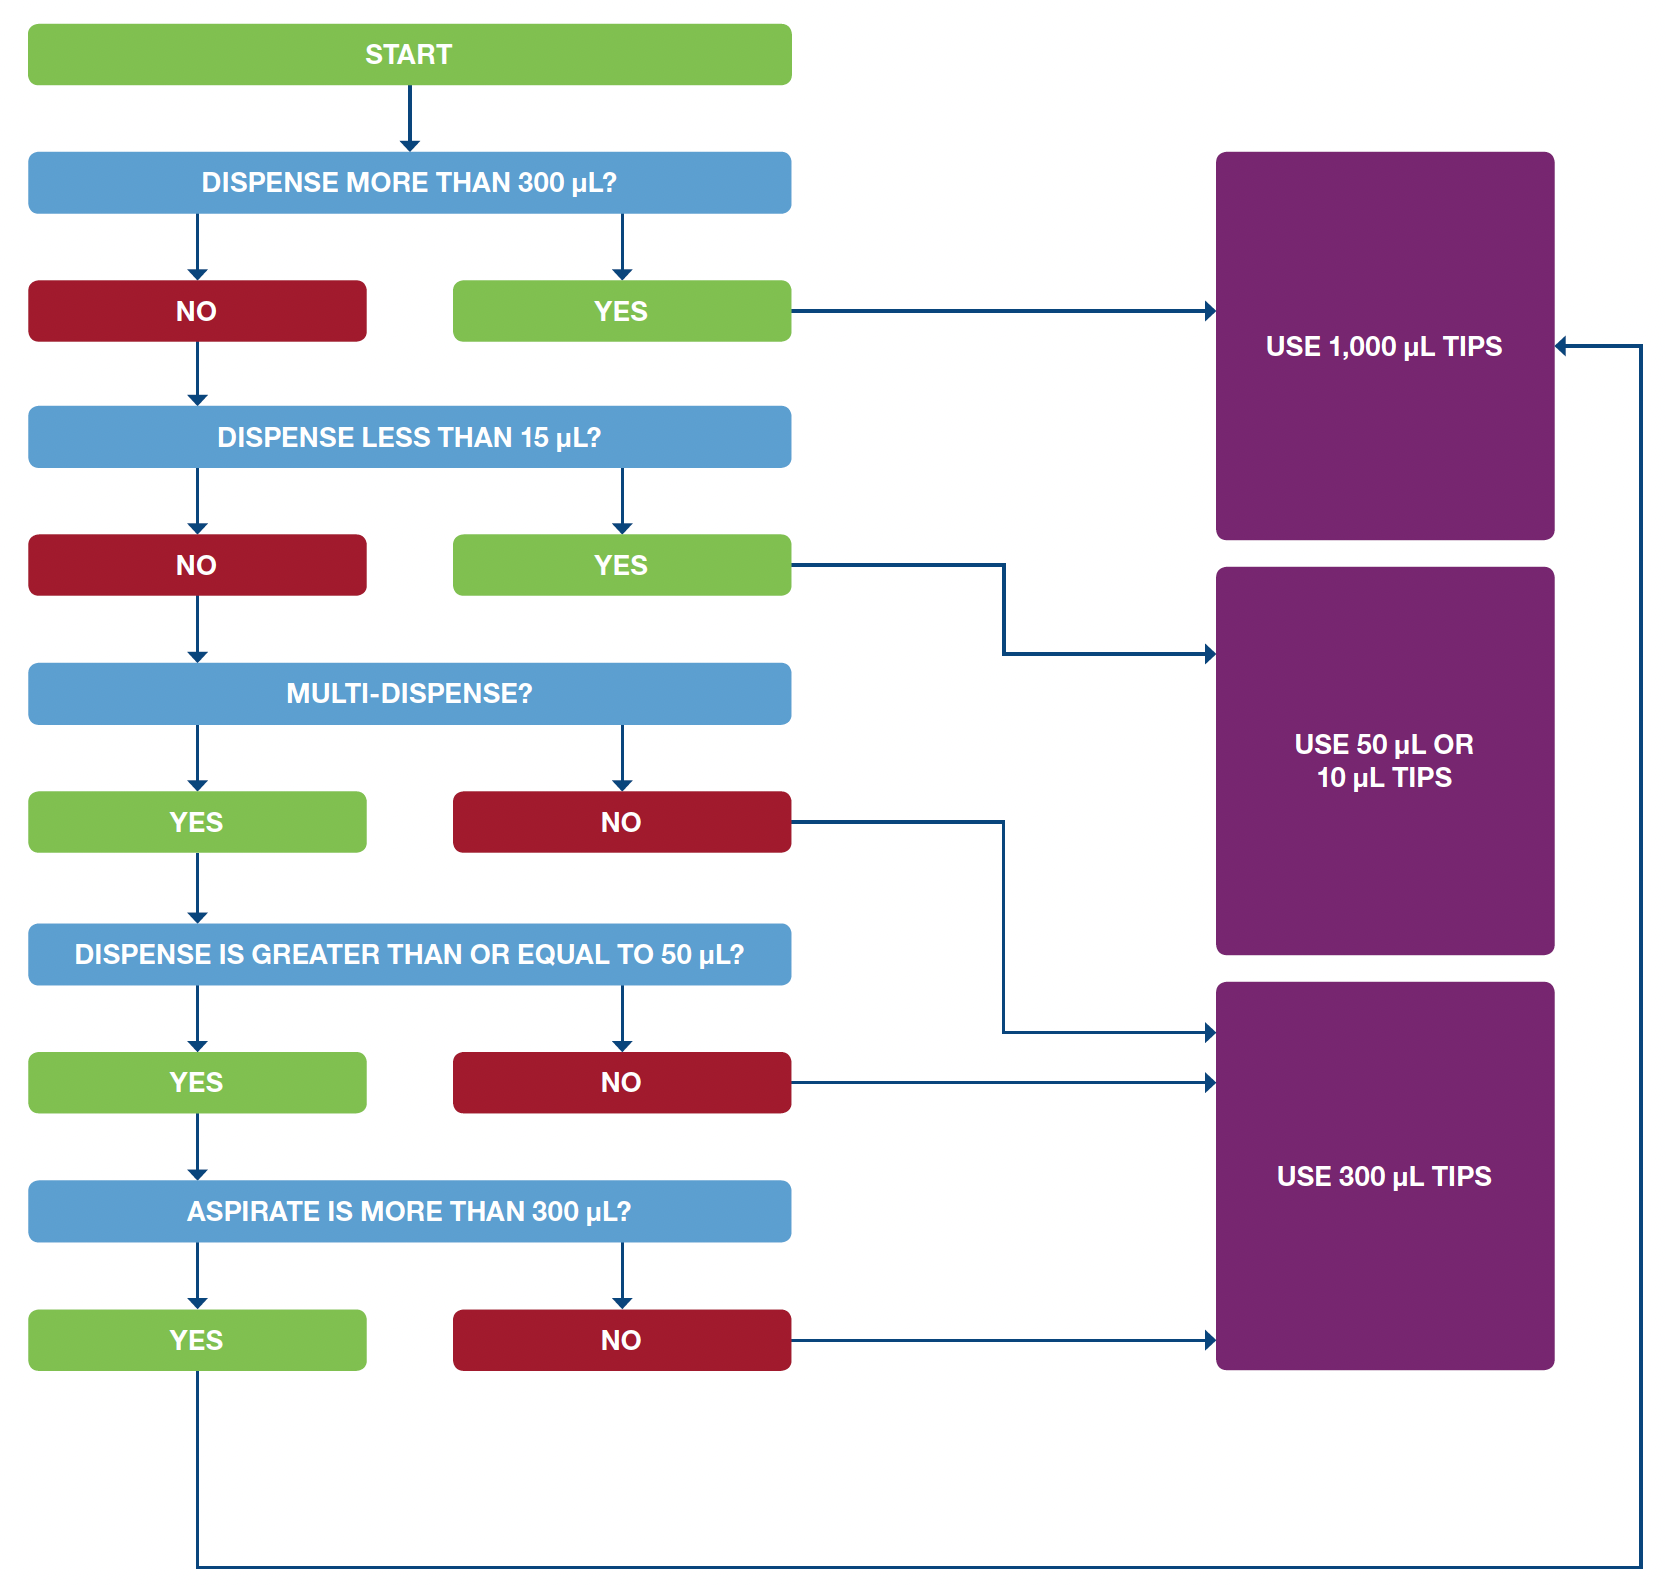 START
DISPENSE MORE THAN 300 µL?
NO
YES
USE 1,000 µL TIPS
DISPENSE LESS THAN 15 µL?
NO
YES
MULTI-DISPENSE?
USE 50 µL OR
10 µL TIPS
YES
NO
DISPENSE IS GREATER THAN OR EQUAL TO 50 µL?
YES
NO
USE 300 µL TIPS
ASPIRATE IS MORE THAN 300 µL?
YES
NO